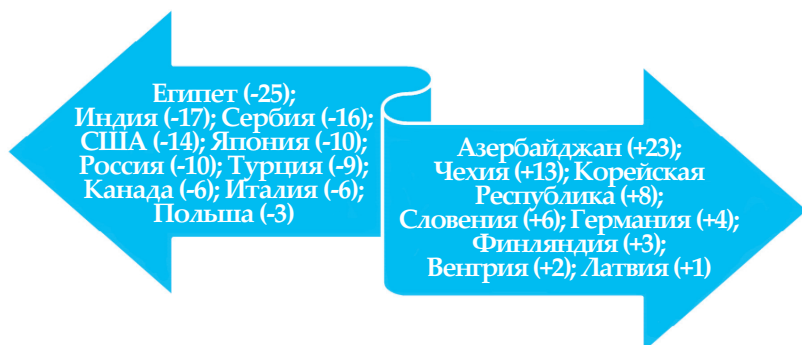 Египет (-25);
Индия (-17); Сербия (-16);
США (-14); Япония (-10);
Россия (-10); Турция (-9);
Канада (-6); Италия (-6);
Польша (-3)
Азербайджан (+23);
Чехия (+13); Корейская
Республика (+8);
Словения (+6); Германия (+4);
Финляндия (+3);
Венгрия (+2); Латвия (+1)